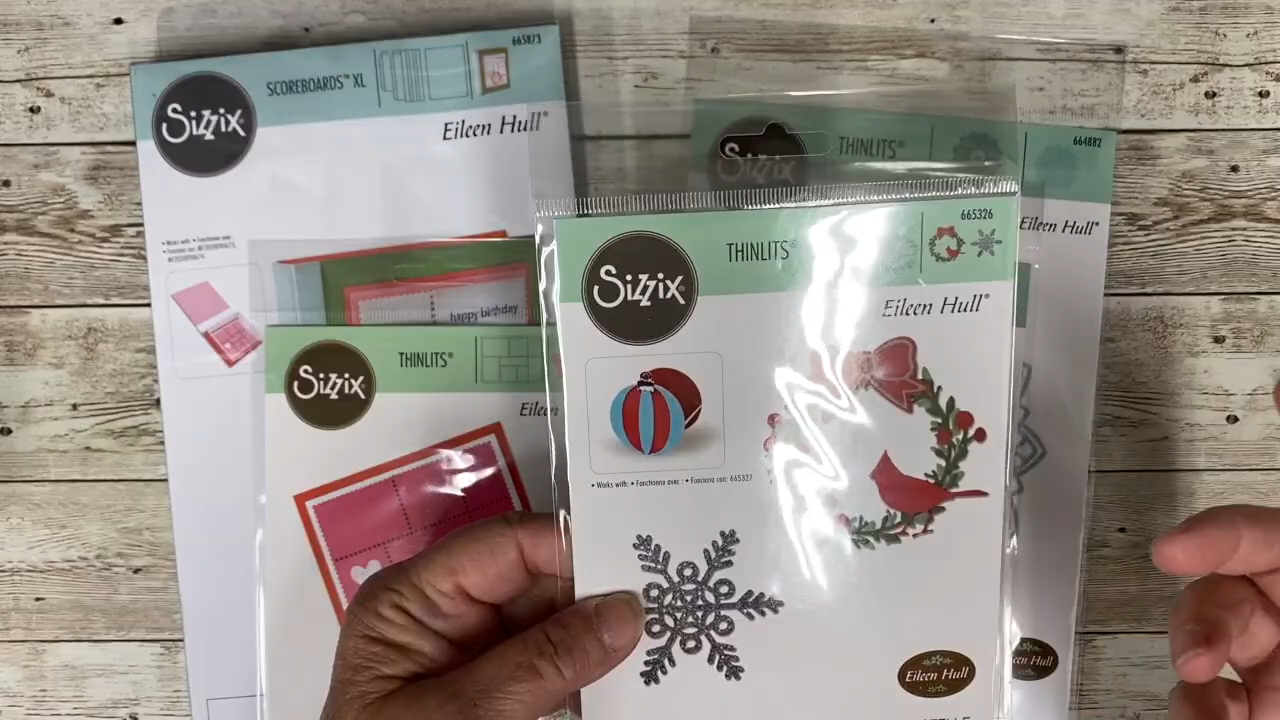 665873
SCOREBOARDS™ XL
Sizzix
Eileen Hull®
happy birthday
THINLITS®
Sizzix
Eileen
THINLITS®
664882
Sizzix
Eileen Hull®
665326
THINLITS®
Sizzix
Eileen Hull®
• Works with: • Fonctionne avec : • Funciona con: 665327
Eileen Hull
een Hull